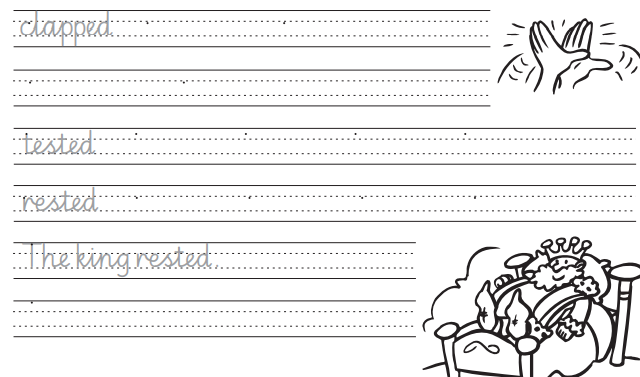 clapped
tested
rested
The king rested.